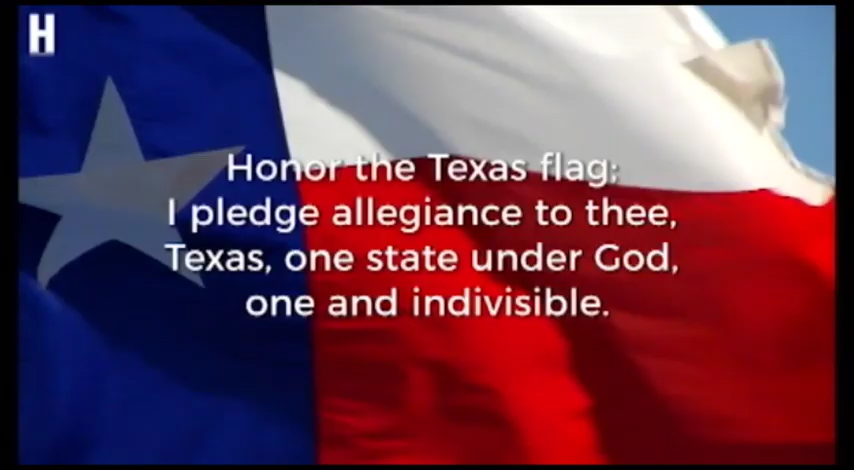 H
Honor the Texas flag;
I pledge allegiance to thee,
Texas, one state under God,
one and indivisible.